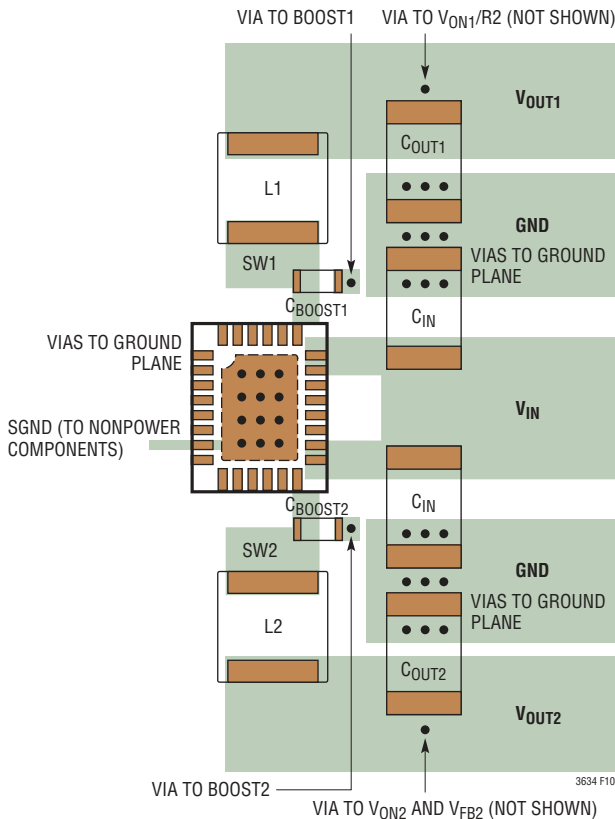 VIA TO BOOST1
VIA TO VON1/R2 (NOT SHOWN)
VOUT1
COUT1
L1
GND
VIAS TO GROUND
PLANE
SW1
CBOOST1
CIN
VIAS TO GROUND
PLANE
VIN
SGND (TO NONPOWER
COMPONENTS)
CIN
CBOOST2
SW2
GND
VIAS TO GROUND
PLANE
L2
COUT2
VOUT2
3634 F10
VIA TO BOOST2
VIA TO VON2 AND VFB2 (NOT SHOWN)